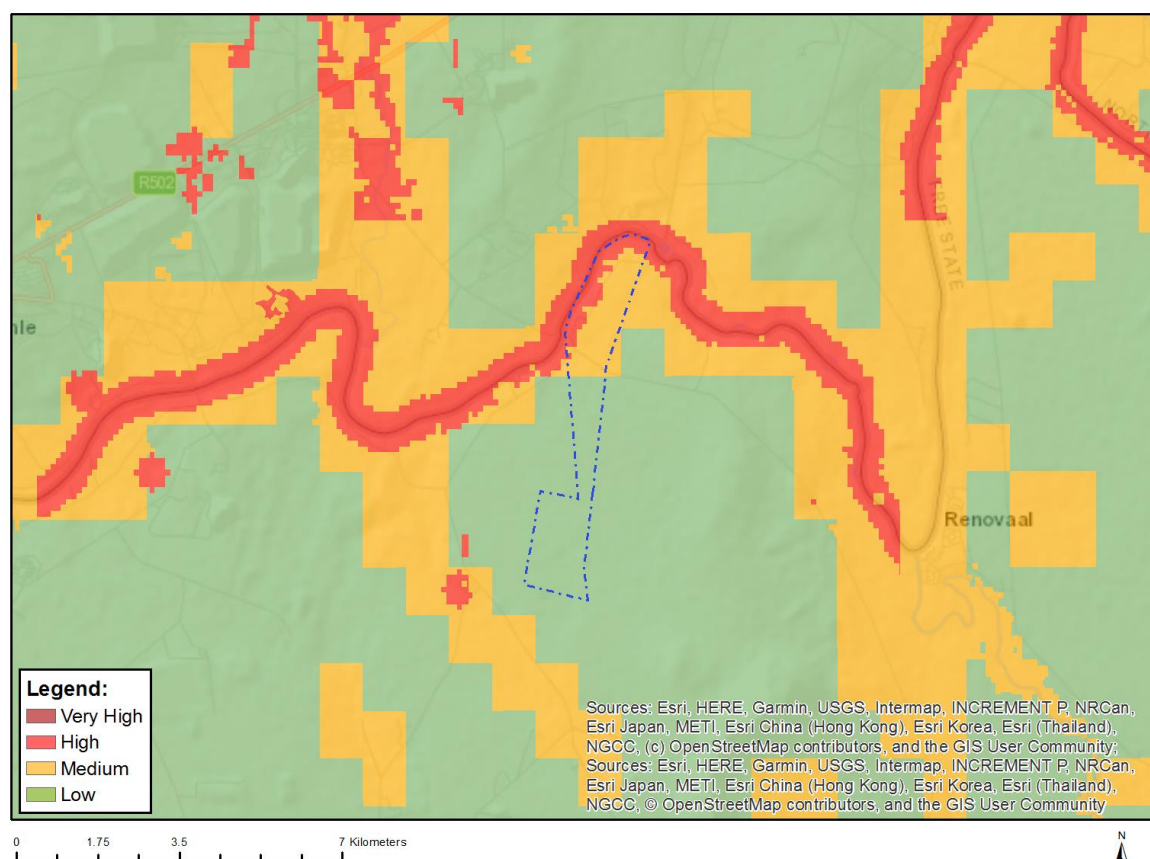 R502
FREE STATE
NORT
nle
Renovaal
Legend:
Very High
High
Medium
Low
Sources: Esri, HERE, Garmin, USGS, Intermap, INCREMENT P, NRCan,
Esri Japan, METI, Esri China (Hong Kong), Esri Korea, Esri (Thailand),
NGCC, (c) OpenStreetMap contributors, and the GIS User Community;
Sources: Esri, HERE, Garmin, USGS, Intermap, INCREMENT P, NRCan,
Esri Japan, METI, Esri China (Hong Kong), Esri Korea, Esri (Thailand),
NGCC, © OpenStreetMap contributors, and the GIS User Community
0 1.75 3.5 7 Kilometers
N